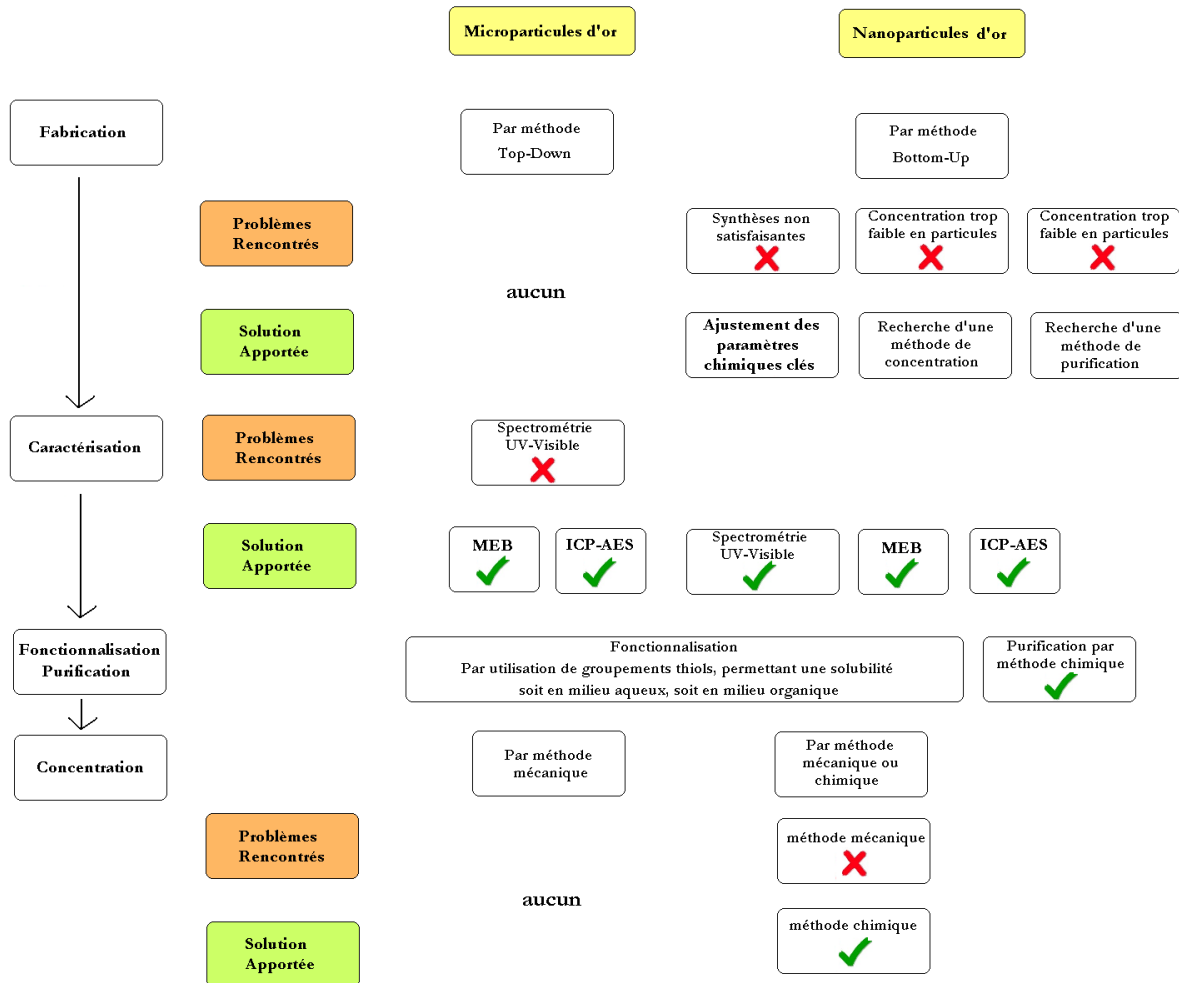 Microparticules d'or
Nanoparticules d'or
Fabrication
Par méthode
Top-Down
Par méthode
Bottom-Up
Problèmes
Rencontrés
aucun
Synthèses non
satisfaisantes
Concentration trop
faible en particules
Concentration trop
faible en particules
Solution
Apportée
Ajustement des
paramètres
chimiques clés
Recherche d'une
méthode de
concentration
Recherche d'une
méthode de
purification
Caractérisation
Problèmes
Rencontrés
Spectrométrie
UV-Visible
Solution
Apportée
MEB
ICP-AES
Spectrométrie
UV-Visible
MEB
ICP-AES
Fonctionnalisation
Purification
Fonctionnalisation
Par utilisation de groupements thiols, permettant une solubilité
soit en milieu aqueux, soit en milieu organique
Purification par
méthode chimique
Concentration
Par méthode
mécanique
Par méthode
mécanique ou
chimique
Problèmes
Rencontrés
aucun
méthode mécanique
Solution
Apportée
méthode chimique